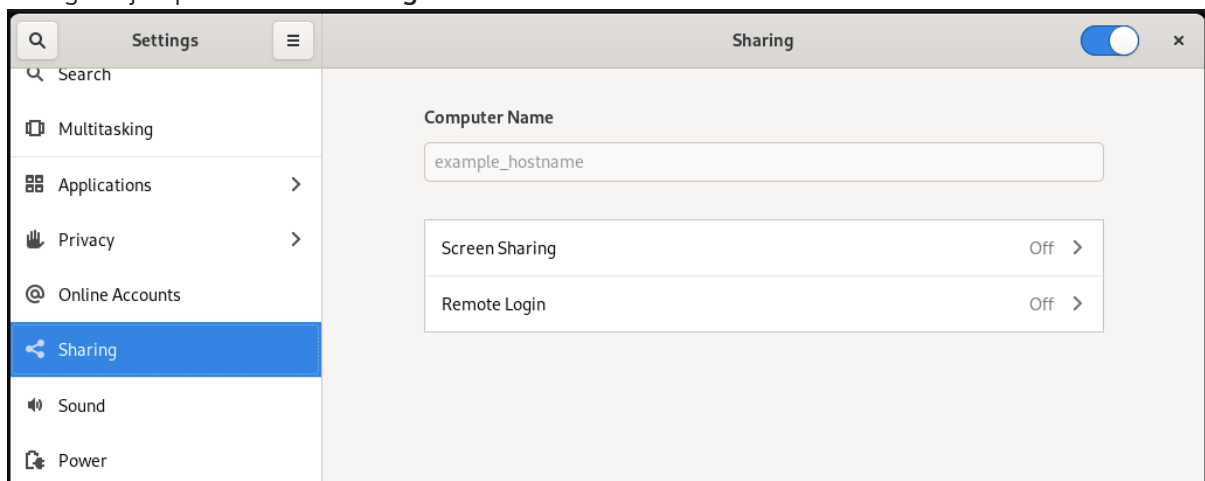 Settings
Sharing
Search
Multitasking
Applications
Privacy
Online Accounts
Sharing
Sound
Power
Computer Name
example_hostname
Screen Sharing Off
Remote Login Off